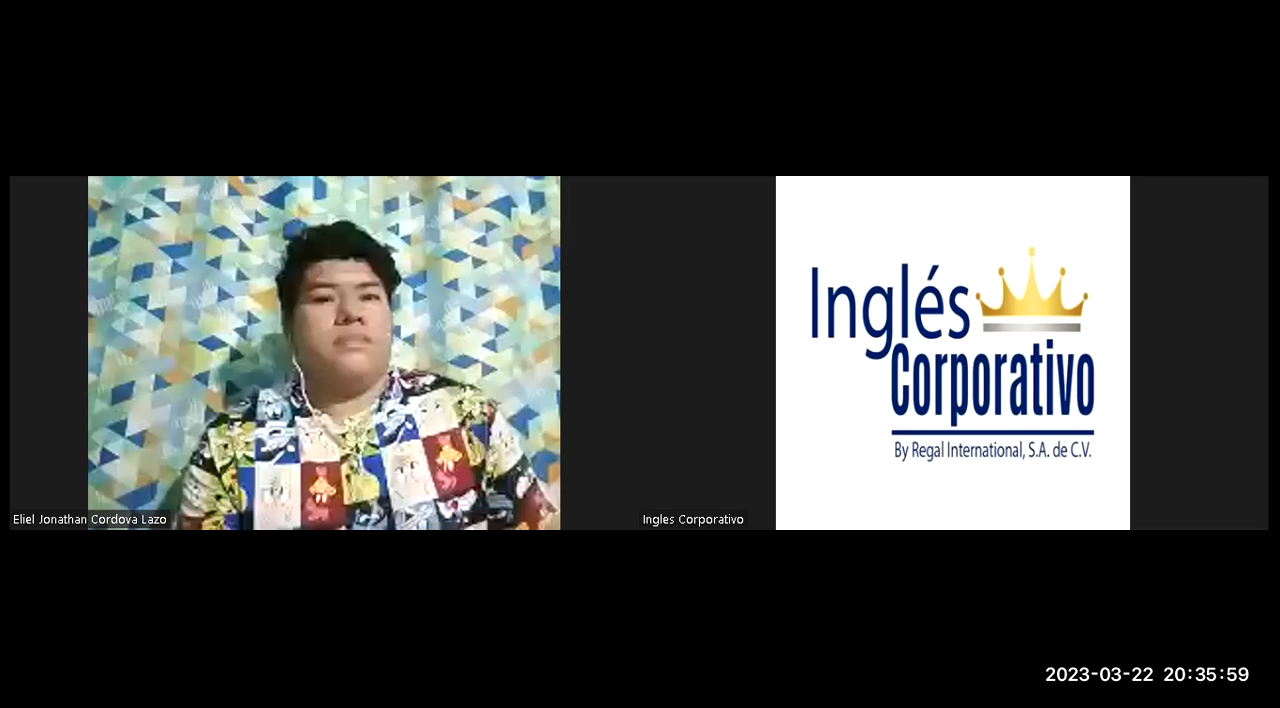 Inglés
Corporativo
By Regal International, S.A. de C.V.
Eliel Jonathan Cordova Lazo
Ingles Corporativo
2023-03-22 20:35:59